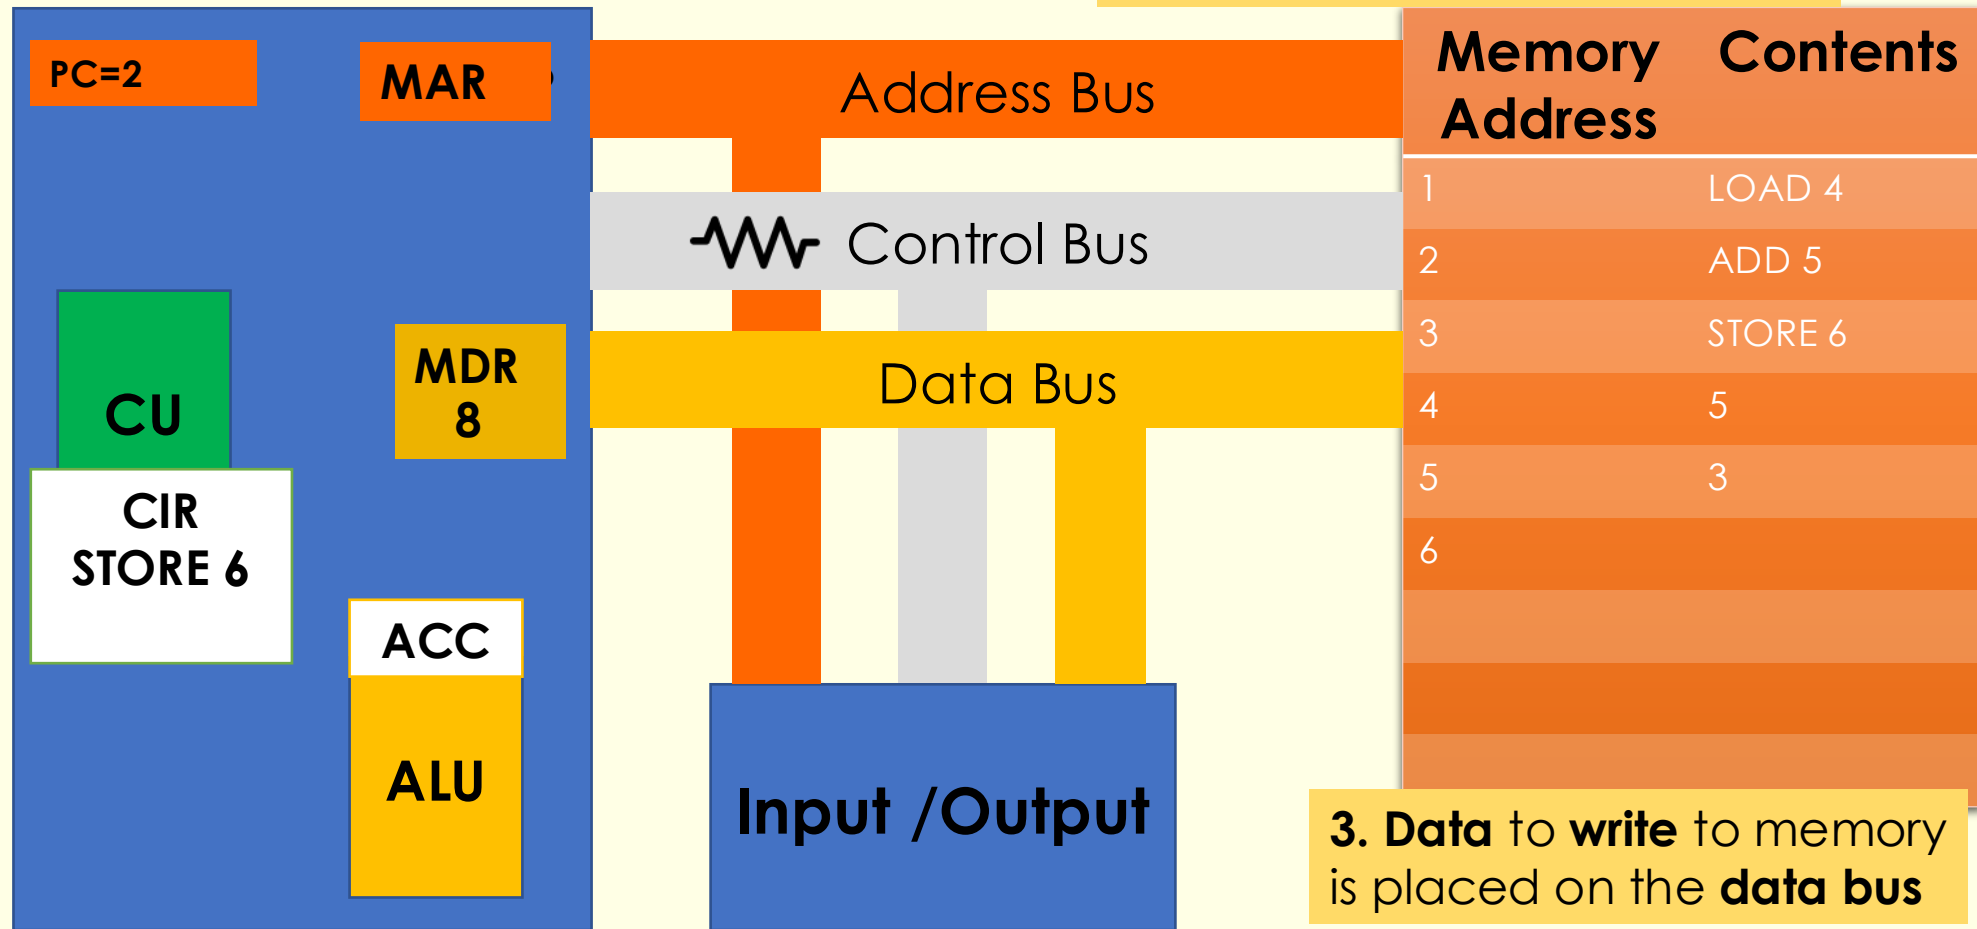 PC=2
MAR
Address Bus
Control Bus
CU
MDR
8
Data Bus
CIR
STORE 6
ACC
ALU
Input /Output
Memory Contents
Address
1 LOAD 4
2 ADD 5
3 STORE 6
4 5
5 3
6
3. Data to write to memory
is placed on the data bus